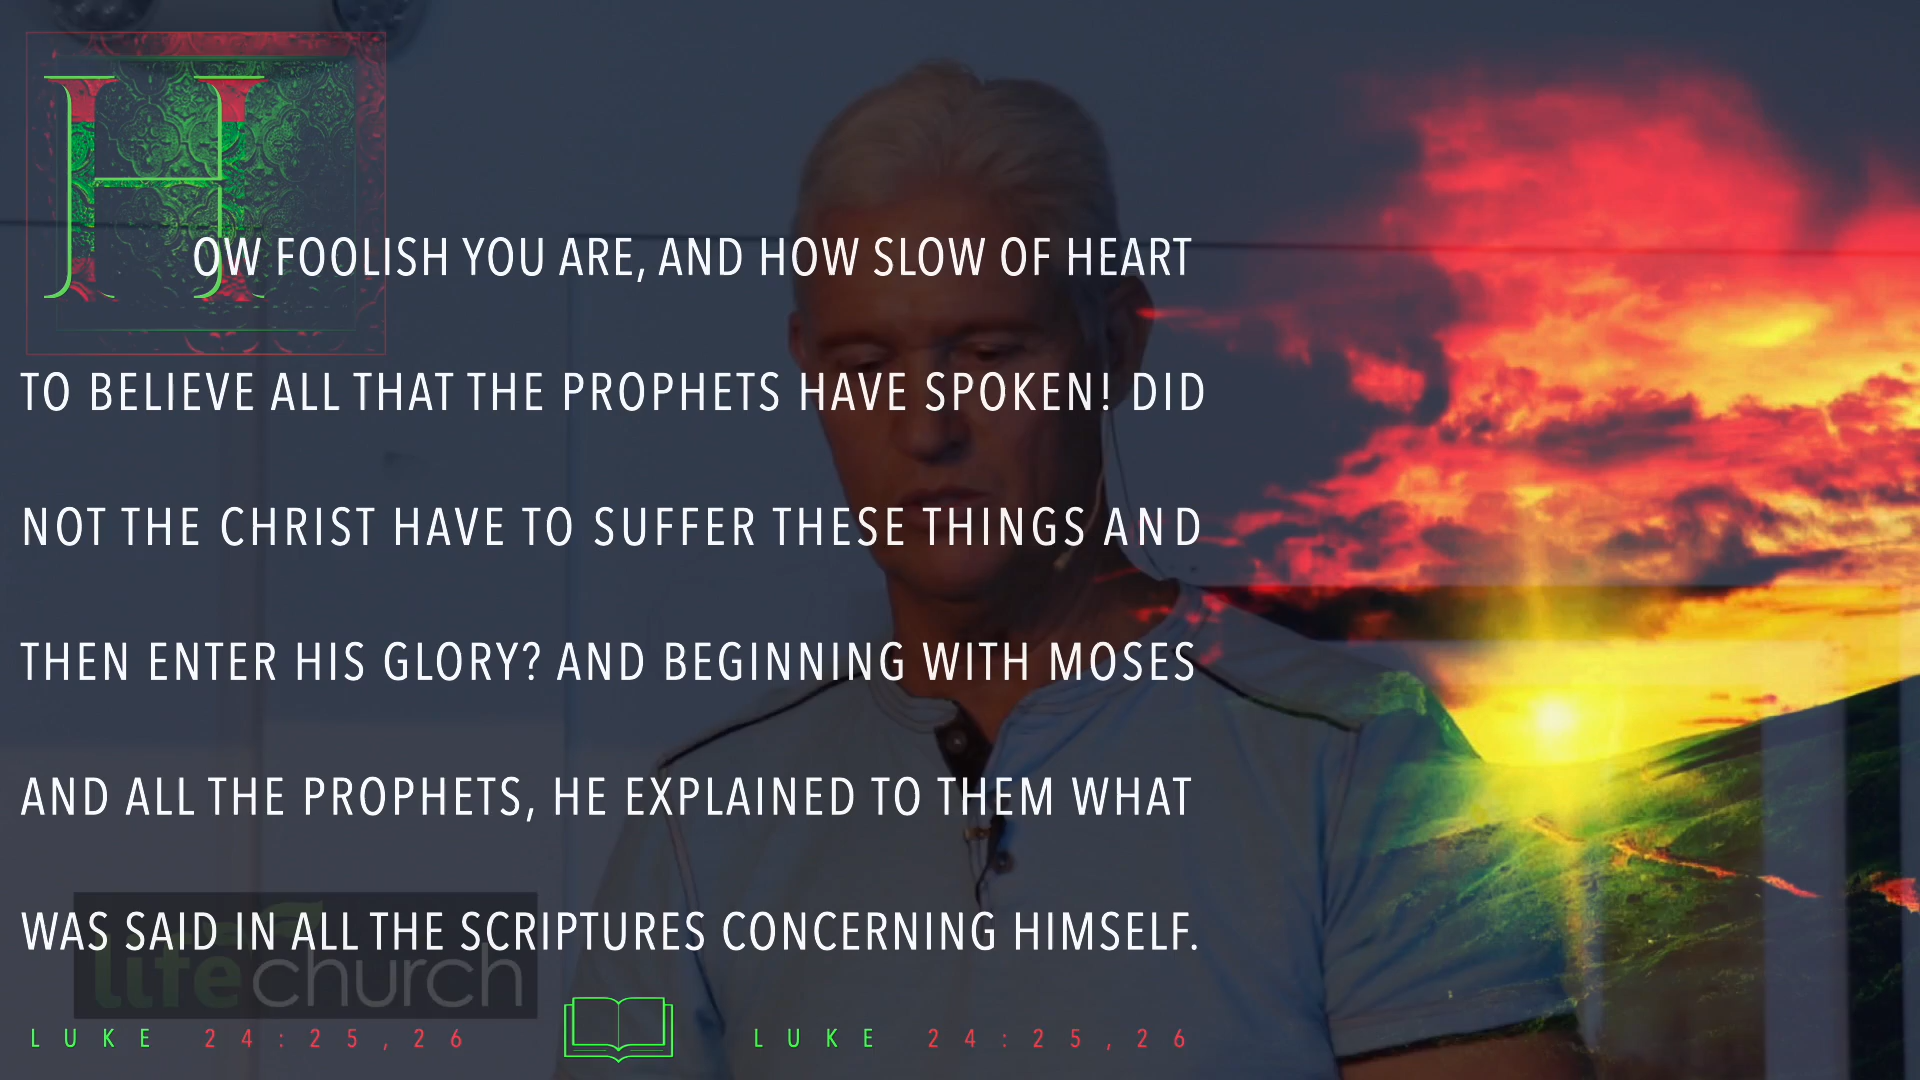 HOW FOOLISH YOU ARE, AND HOW SLOW OF HEART
TO BELIEVE ALL THAT THE PROPHETS HAVE SPOKEN! DID
NOT THE CHRIST HAVE TO SUFFER THESE THINGS AND
THEN ENTER HIS GLORY? AND BEGINNING WITH MOSES
AND ALL THE PROPHETS, HE EXPLAINED TO THEM WHAT
WAS SAID IN ALL THE SCRIPTURES CONCERNING HIMSELF.
lifechurch
LUKE 24:25,26 LUKE 24:25,26